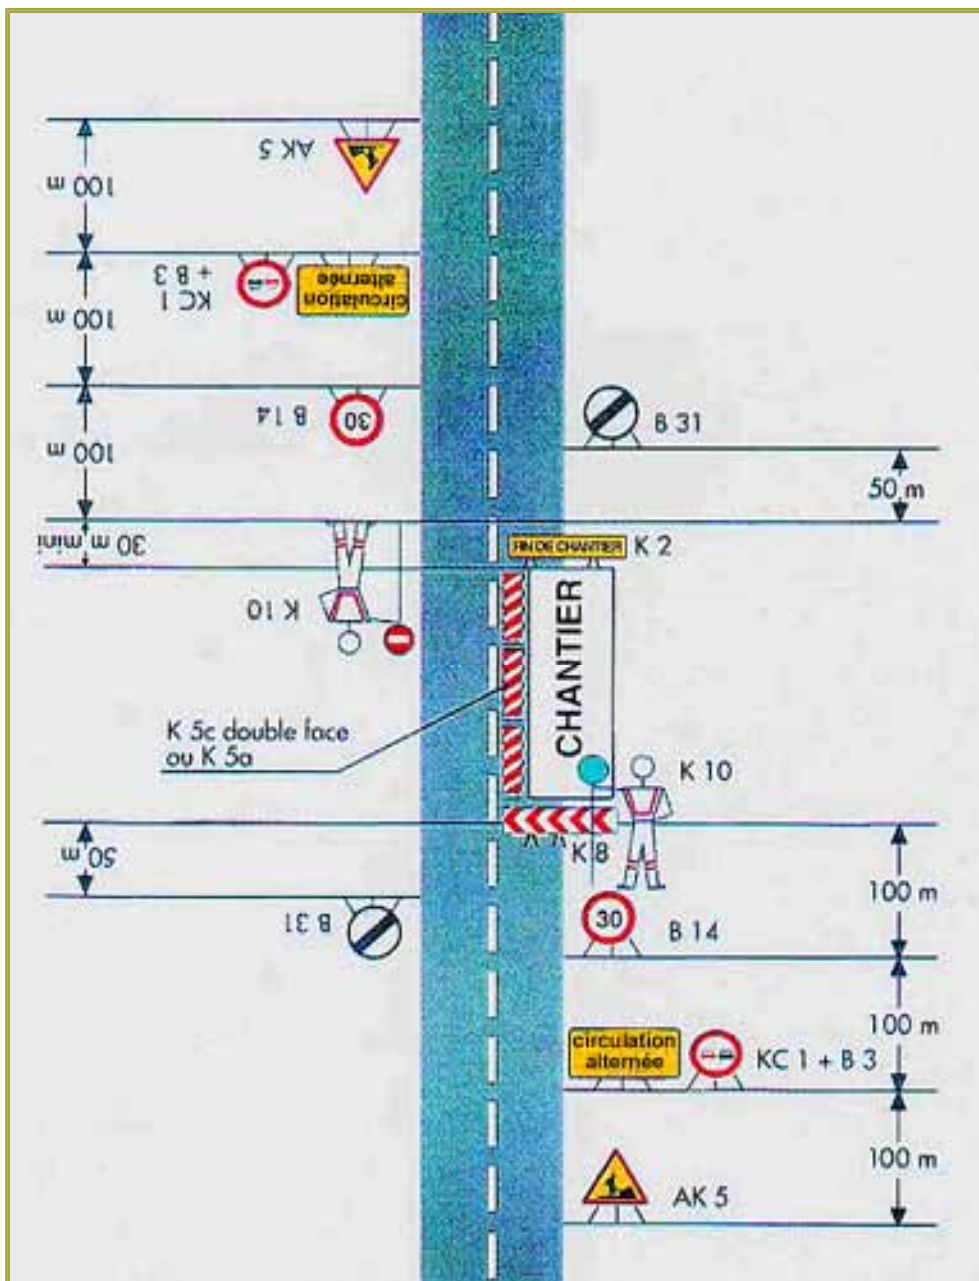 AK 5
100 m
KC 1
+ B 3
circulation
alternée
100 m
B 14
30
100 m
B 31
50 m
30 m mini
FIN DE CHANTIER
K 2
K 10
CHANTIER
K 5c double face
ou K 5a
K 10
K 8
50 m
B 31
100 m
30
B 14
100 m
circulation
alternée
KC 1 + B 3
100 m
AK 5